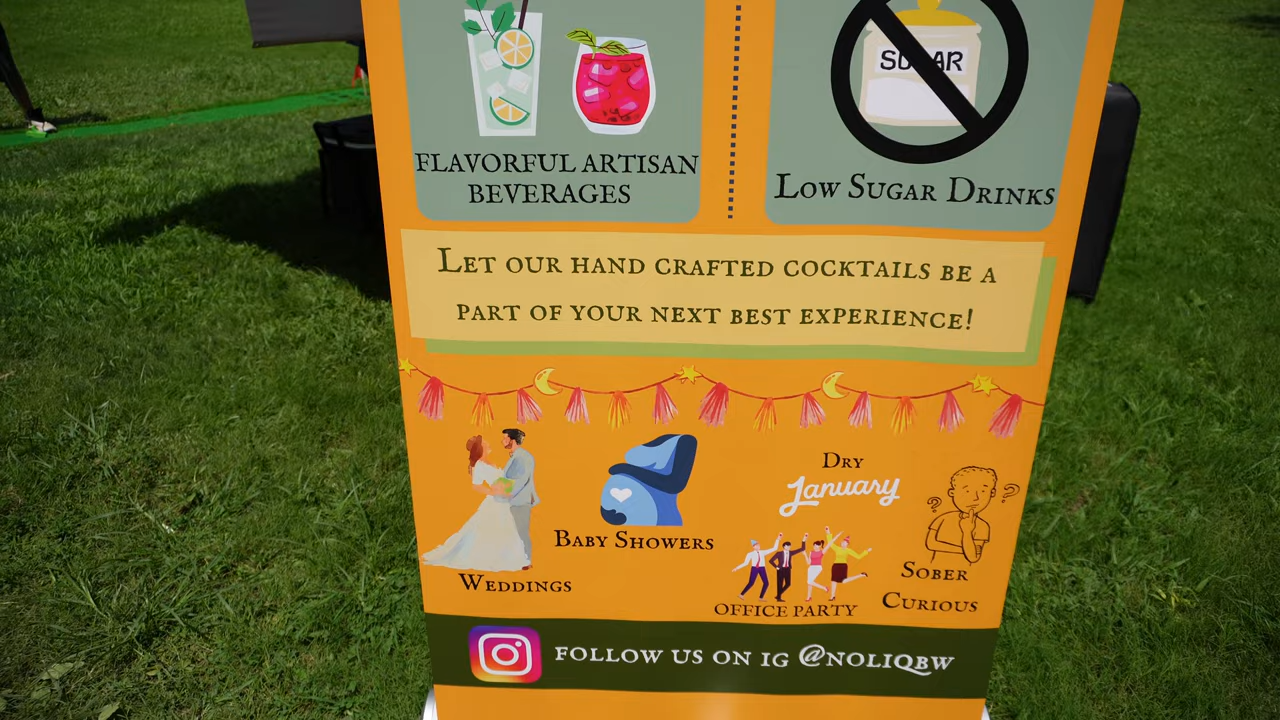 FLAVORFUL ARTISAN
BEVERAGES
SUGAR
LOW SUGAR DRINKS
LET OUR HAND CRAFTED COCKTAILS BE A
PART OF YOUR NEXT BEST EXPERIENCE!
WEDDINGS
BABY SHOWERS
DRY
January
OFFICE PARTY
SOBER
CURIOUS
FOLLOW US ON IG @NOLIQBW